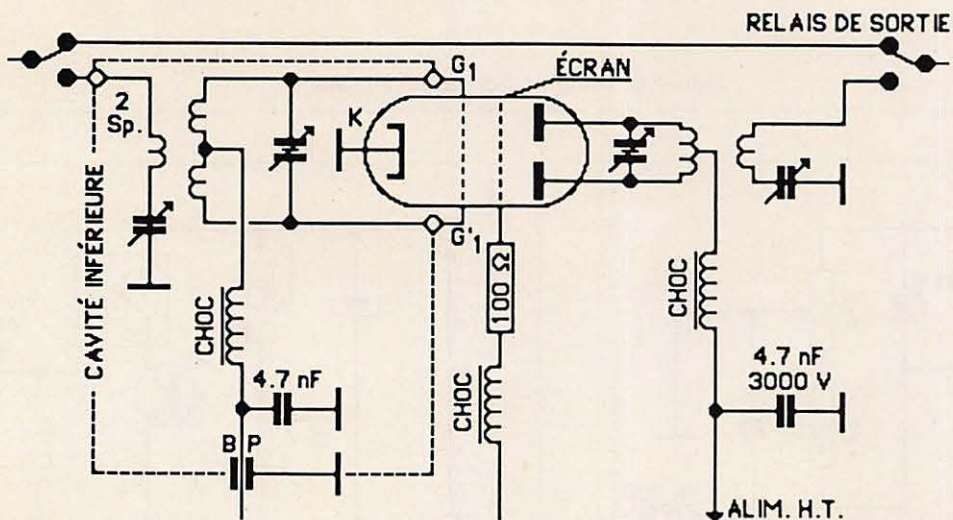 RELAIS DE SORTIE
G1
ÉCRAN
2
Sp.
K
CAVITÉ INFÉRIEURE
G'1
100 Ω
CHOC
CHOC
CHOC
4.7 nF
4.7 nF
3000 V
B P
ALIM. H.T.